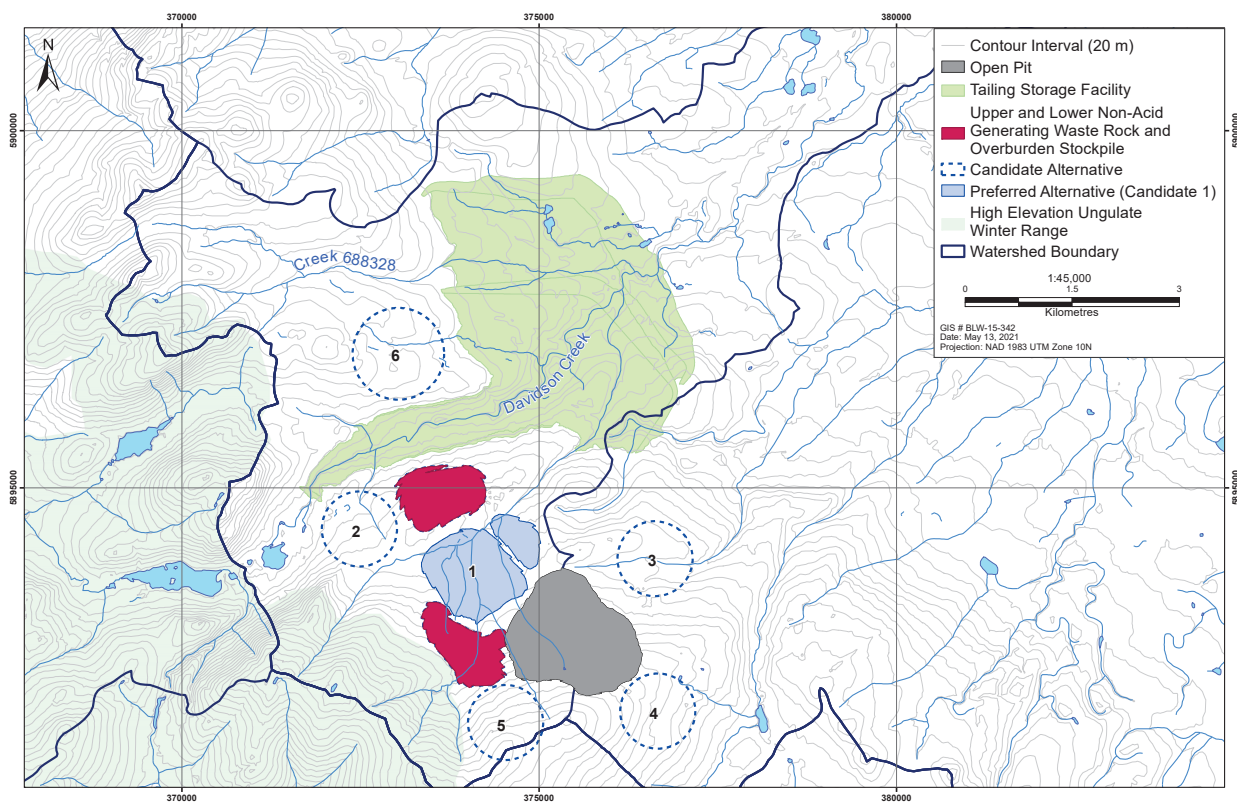 370000
375000
380000
N
5900000
5900000
Contour Interval (20 m)
Open Pit
Tailing Storage Facility
Upper and Lower Non-Acid
Generating Waste Rock and
Overburden Stockpile
Candidate Alternative
Preferred Alternative (Candidate 1)
High Elevation Ungulate
Winter Range
Watershed Boundary
1:45,000
0
1.5
3
Kilometres
GIS # BLW-15-342
Date: May 13, 2021
Projection: NAD 1983 UTM Zone 10N
Creek 688328
6
Davidson Creek
5895000
5895000
2
3
1
4
5
370000
375000
380000